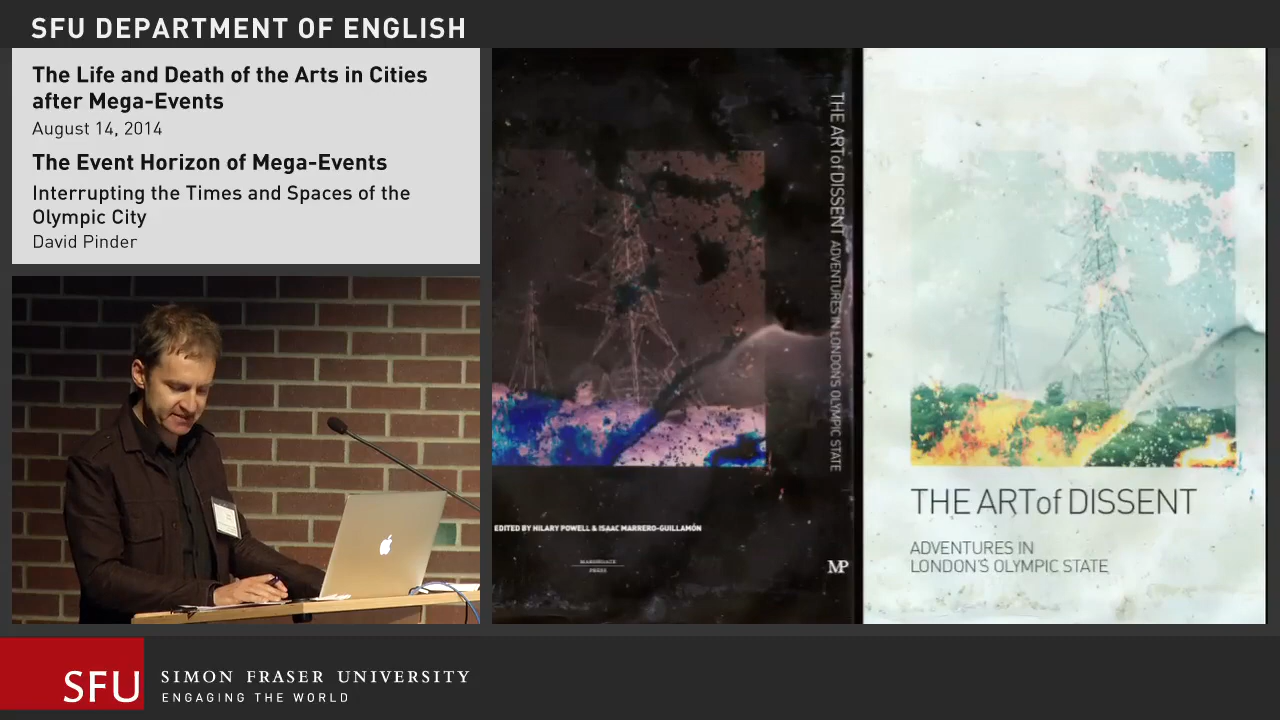 SFU DEPARTMENT OF ENGLISH
The Life and Death of the Arts in Cities
after Mega-Events
August 14, 2014
The Event Horizon of Mega-Events
Interrupting the Times and Spaces of the
Olympic City
David Pinder
THE ART of DISSENT ADVENTURES IN LONDON'S OLYMPIC STATE
EDITED BY HILARY POWELL & ISAAC MARRERO-GUILLAMÓN
MARSHGATE
PRESS
MP
THE ART of DISSENT
ADVENTURES IN
LONDON'S OLYMPIC STATE
SFU
SIMON FRASER UNIVERSITY
ENGAGING THE WORLD